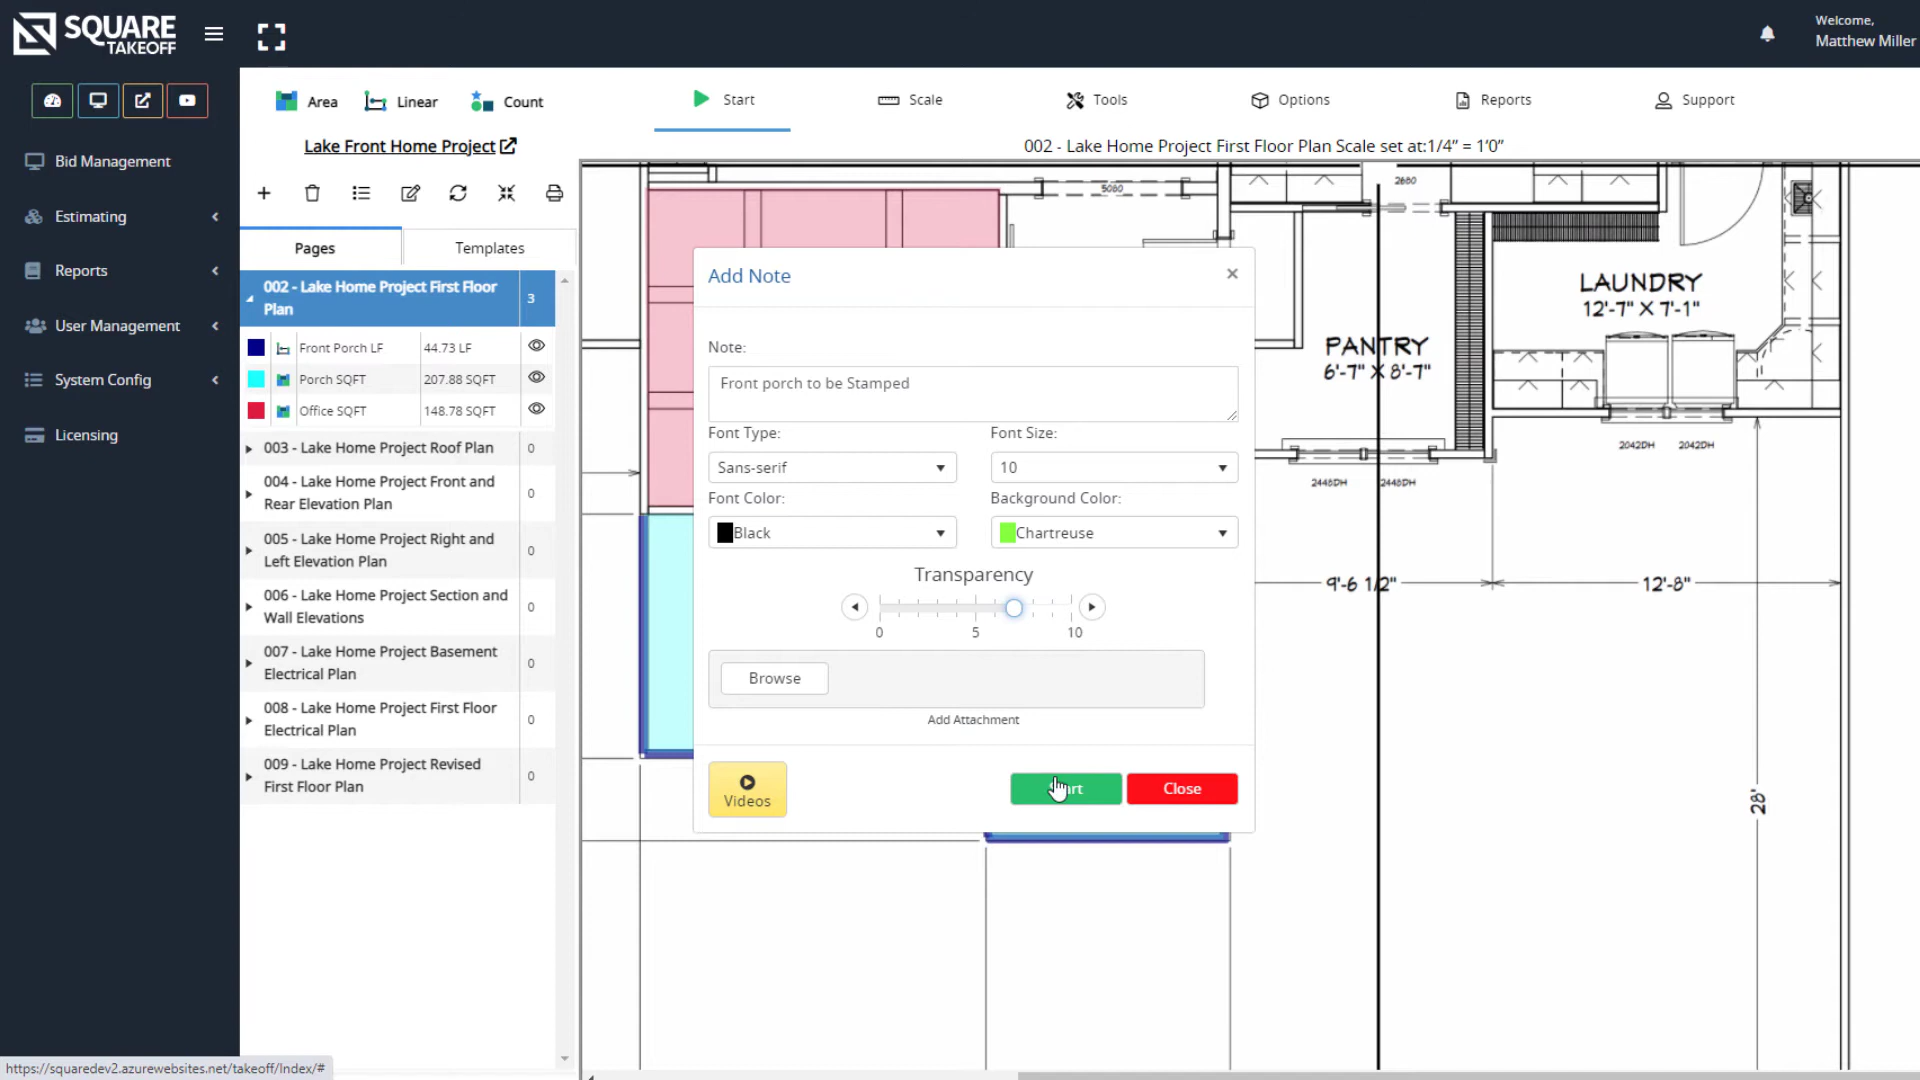 SQUARE
TAKEOFF
Welcome,
Matthew Miller
Area
Linear
Count
Start
Scale
Tools
Options
Reports
Support
Lake Front Home Project
002 - Lake Home Project First Floor Plan Scale set at:1/4" = 1'0"
Bid Management
Estimating
Reports
User Management
System Config
Licensing
Pages
Templates
002 - Lake Home Project First Floor
Plan
3
Front Porch LF
44.73 LF
Porch SQFT
207.88 SQFT
Office SQFT
148.78 SQFT
003 - Lake Home Project Roof Plan
0
004 - Lake Home Project Front and
Rear Elevation Plan
0
005 - Lake Home Project Right and
Left Elevation Plan
0
006 - Lake Home Project Section and
Wall Elevations
0
007 - Lake Home Project Basement
Electrical Plan
0
008 - Lake Home Project First Floor
Electrical Plan
0
009 - Lake Home Project Revised
First Floor Plan
0
Add Note
Note:
Front porch to be Stamped
Font Type:
Font Size:
Sans-serif
10
Font Color:
Background Color:
Black
Chartreuse
Transparency
0
5
10
Browse
Add Attachment
Videos
Close
5080
2680
LAUNDRY
12'-7" X 7'-1"
PANTRY
6'-7" X 8'-7"
2042DH
2042DH
2448DH
2448DH
9'-6 1/2"
12'-8"
28'
https://squaredev2.azurewebsites.net/takeoff/Index/#